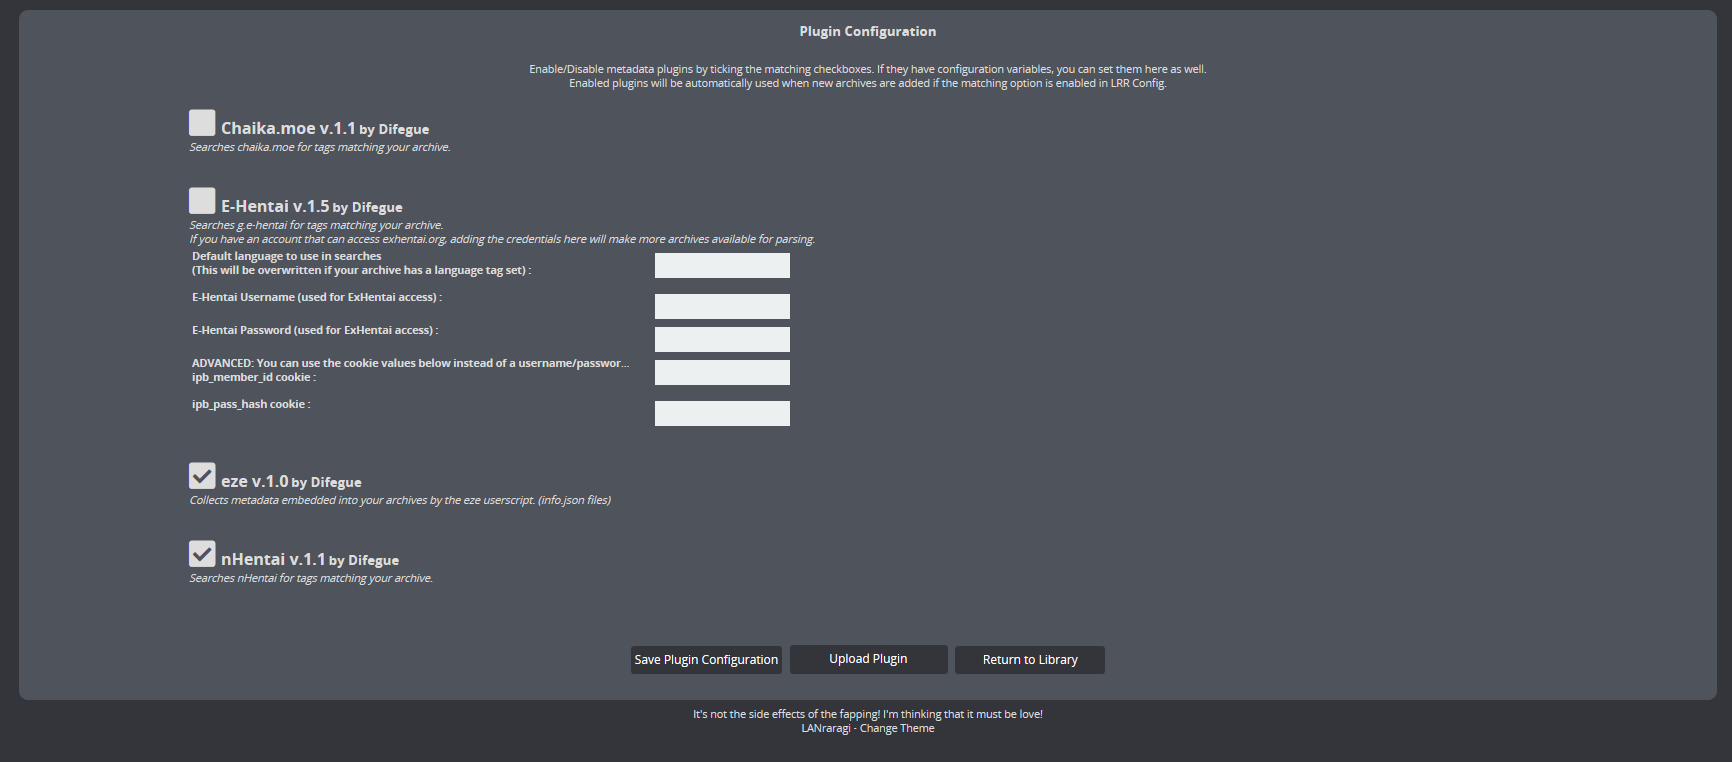 Plugin Configuration
Enable/Disable metadata plugins by ticking the matching checkboxes. If they have configuration variables, you can set them here as well.
Enabled plugins will be automatically used when new archives are added if the matching option is enabled in LRR Config.
Chaika.moe v.1.1 by Difegue
Searches chaika.moe for tags matching your archive.
E-Hentai v.1.5 by Difegue
Searches g.e-hentai for tags matching your archive.
If you have an account that can access exhentai.org, adding the credentials here will make more archives available for parsing.
Default language to use in searches
(This will be overwritten if your archive has a language tag set) :
E-Hentai Username (used for ExHentai access) :
E-Hentai Password (used for ExHentai access) :
ADVANCED: You can use the cookie values below instead of a username/passwor...
ipb_member_id cookie :
ipb_pass_hash cookie :
eze v.1.0 by Difegue
Collects metadata embedded into your archives by the eze userscript. (info.json files)
nHentai v.1.1 by Difegue
Searches nHentai for tags matching your archive.
Save Plugin Configuration Upload Plugin Return to Library
It's not the side effects of the fapping! I'm thinking that it must be love!
LANraragi - Change Theme